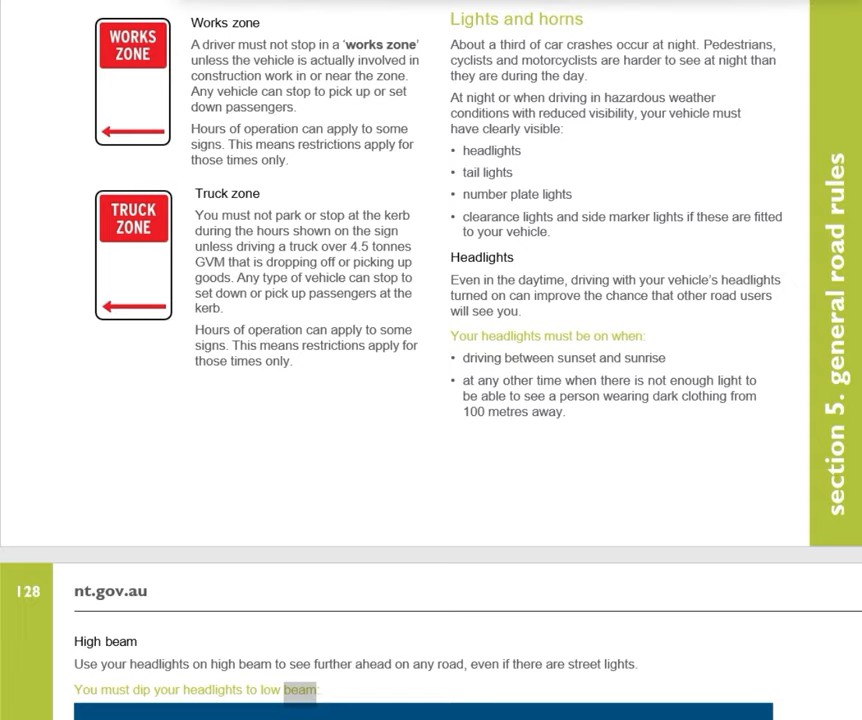 WORKS
ZONE
Works zone
A driver must not stop in a ‘works zone’
unless the vehicle is actually involved in
construction work in or near the zone.
Any vehicle can stop to pick up or set
down passengers.
Hours of operation can apply to some
signs. This means restrictions apply for
those times only.
TRUCK
ZONE
Truck zone
You must not park or stop at the kerb
during the hours shown on the sign
unless driving a truck over 4.5 tonnes
GVM that is dropping off or picking up
goods. Any type of vehicle can stop to
set down or pick up passengers at the
kerb.
Hours of operation can apply to some
signs. This means restrictions apply for
those times only.
Lights and horns
About a third of car crashes occur at night. Pedestrians,
cyclists and motorcyclists are harder to see at night than
they are during the day.
At night or when driving in hazardous weather
conditions with reduced visibility, your vehicle must
have clearly visible:
• headlights
• tail lights
• number plate lights
• clearance lights and side marker lights if these are fitted
to your vehicle.
Headlights
Even in the daytime, driving with your vehicle’s headlights
turned on can improve the chance that other road users
will see you.
Your headlights must be on when:
• driving between sunset and sunrise
• at any other time when there is not enough light to
be able to see a person wearing dark clothing from
100 metres away.
section 5. general road rules
128
nt.gov.au
High beam
Use your headlights on high beam to see further ahead on any road, even if there are street lights.
You must dip your headlights to low beam: